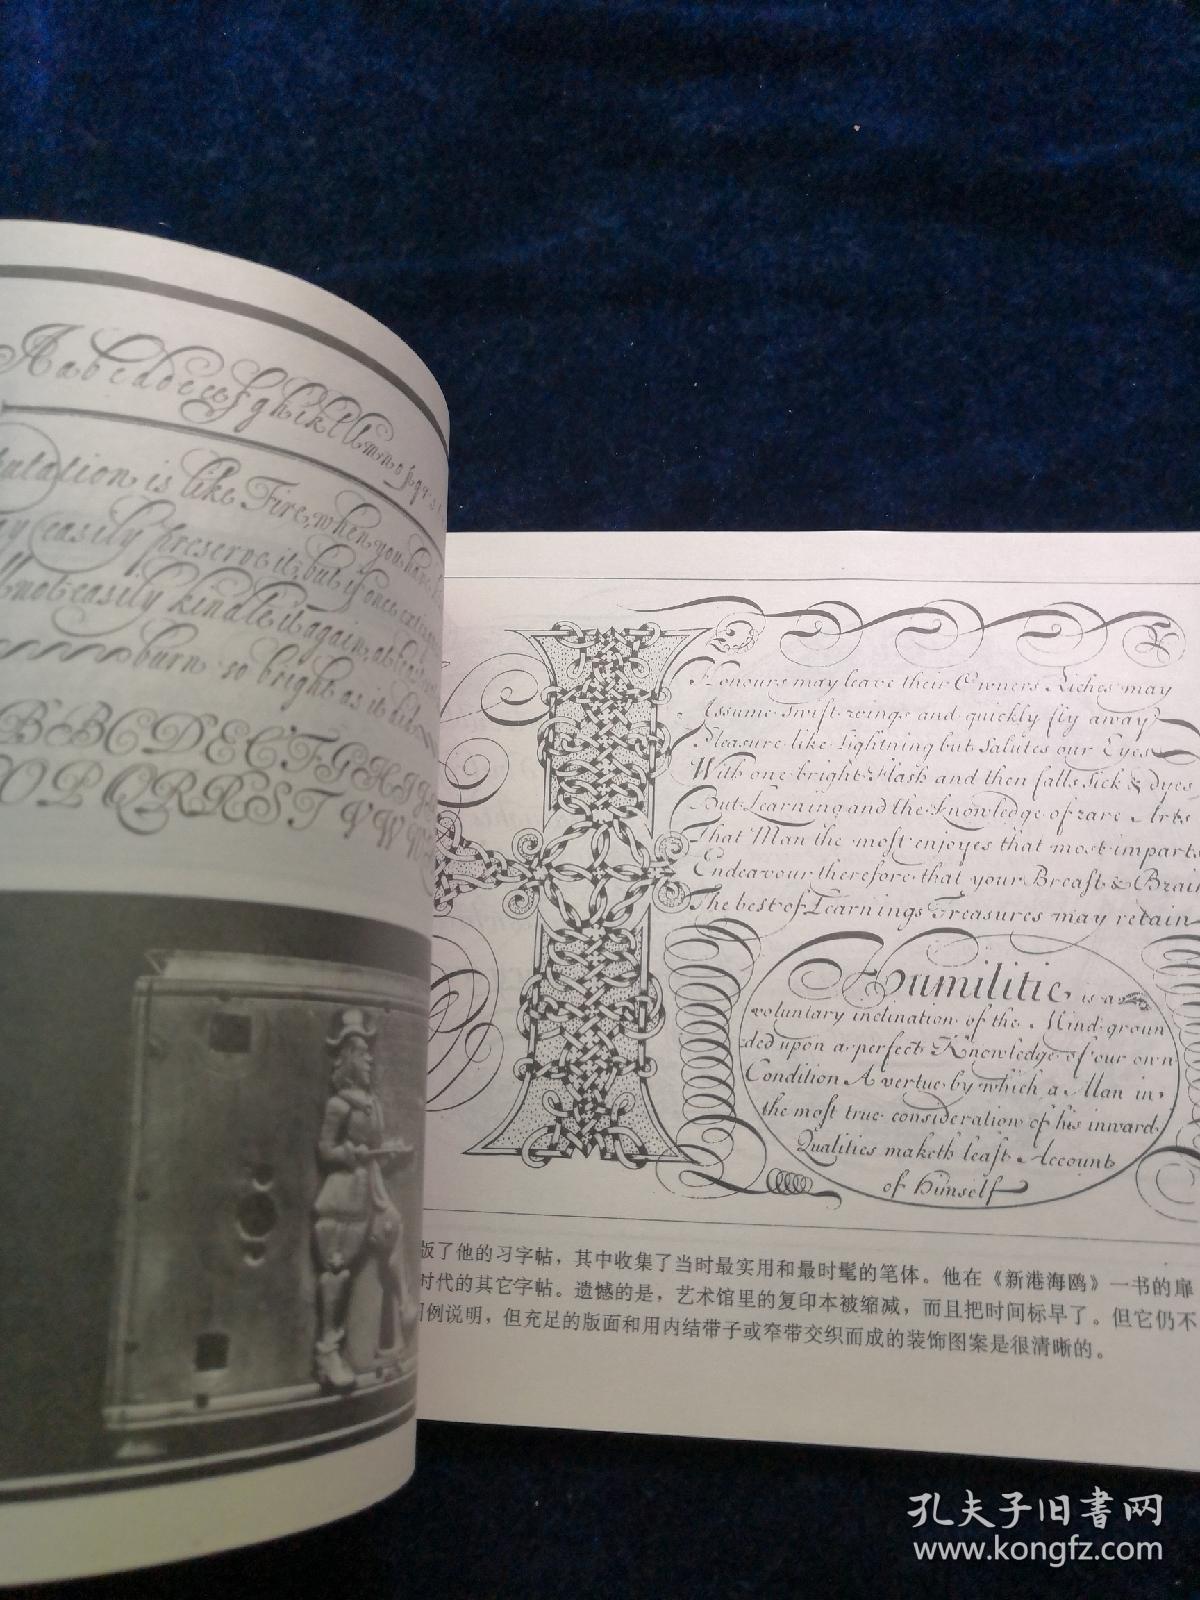 A a b c d d e e f g h i k l l m n o p q r s t
putation is like Fire, when you have
ay easily preserve it; but if once exting
ll not easily kindle it again, at least
burn so bright as it did
B B C D E F G H I J
O P Q R R S T V W W
Honours may leave their Owners Riches may
Assume Swift wings and quickly fly away
Pleasure like Lightning but Salutes our Eyes
With one bright Flash and then falls sick & dyes
But Learning and the knowledge of rare Arts
That Man the most enjoyes that most imparts
Endeavour therefore that your Breast & Brain
The best of Learnings Treasures may retain
Humilitie is a
voluntary inclination of the Mind groun
ded upon a perfect Knowledge of our own
Condition A vertue by which a Man in
the most true consideration of his inward
Qualities maketh least Account
of himself
版了他的习字帖，其中收集了当时最实用和最时髦的笔体。他在《新港海鸥》一书的扉
时代的其它字帖。遗憾的是，艺术馆里的复印本被缩减，而且把时间标早了。但它仍不
例说明，但充足的版面和用内结带子或窄带交织而成的装饰图案是很清晰的。
孔夫子旧书网
www.kongfz.com